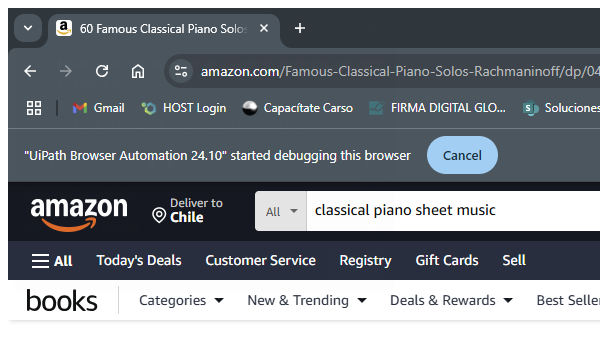 60 Famous Classical Piano Solos
amazon.com/Famous-Classical-Piano-Solos-Rachmaninoff/dp/04
Gmail HOST Login Capacítate Carso FIRMA DIGITAL GLO... Soluciones
"UiPath Browser Automation 24.10" started debugging this browser Cancel
amazon Deliver to Chile All classical piano sheet music
All Today's Deals Customer Service Registry Gift Cards Sell
books Categories New & Trending Deals & Rewards Best Selle